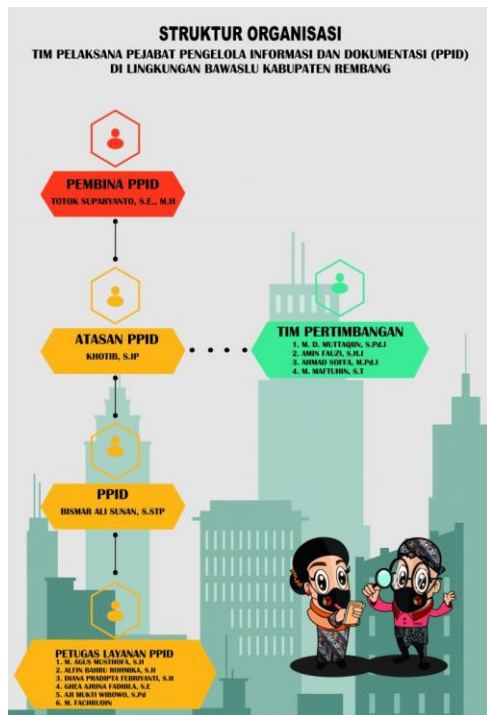 STRUKTUR ORGANISASI
TIM PELAKSANA PEJABAT PENGELOLA INFORMASI DAN DOKUMENTASI (PPID)
DI LINGKUNGAN BAWASLU KABUPATEN REMBANG
PEMBINA PPID
TOTOK SUPARYANTO, S.E., M.H
ATASAN PPID
KHOTIB, S.IP
TIM PERTIMBANGAN
1. M. D. MUTTAQIIN, S.Pd.I
2. AMIN FAUZI, S.H.I
3. AHMAD SOFFA, M.Pd.I
4. M. MAFTUHIN, S.T
PPID
BISMAR ALI SUNAN, S.STP
PETUGAS LAYANAN PPID
1. M. AGUS MUSTHOFA, S.H
2. ALFIN BAHRU ROHMIKA, S.H
3. DIANA PRADIPTA FEBRIYANTI, S.H
4. GHEA AJRINA FADHILA, S.E
5. AJI MUKTI WIBOWO, S.Pd
6. M. FACHRUDIN